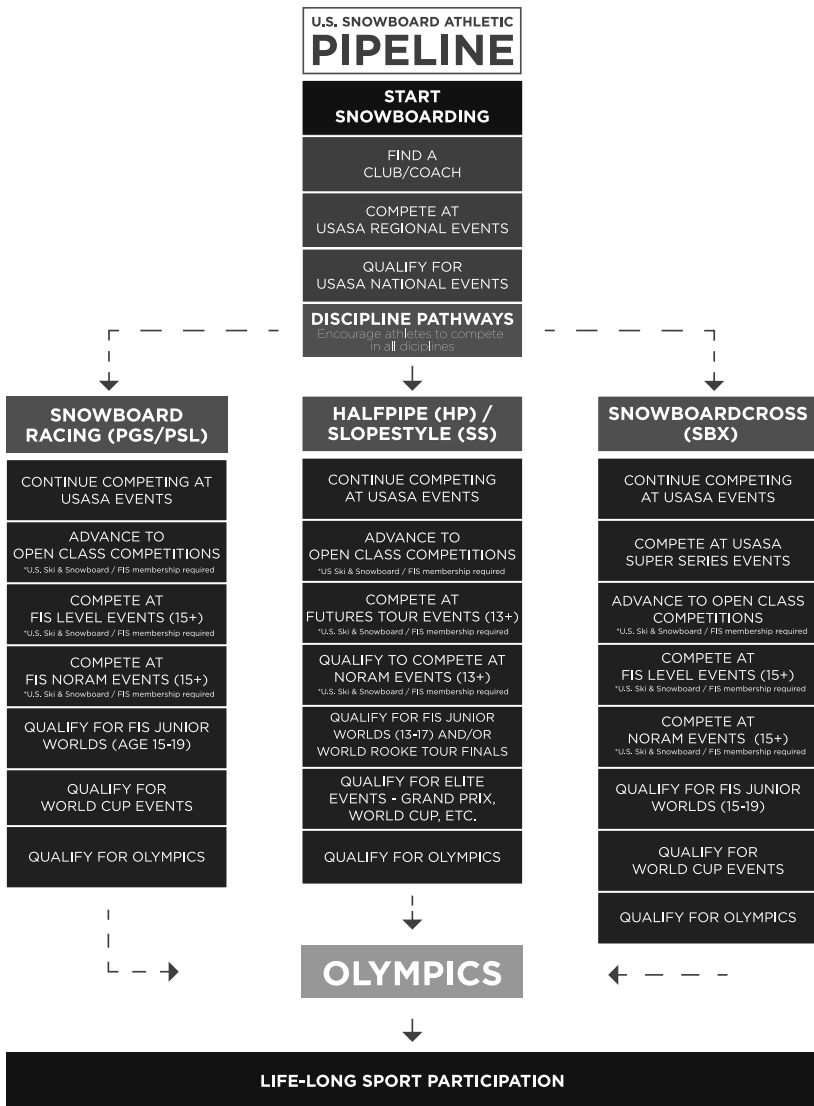 U.S. SNOWBOARD ATHLETIC
PIPELINE
START
SNOWBOARDING
FIND A
CLUB/COACH
COMPETE AT
USASA REGIONAL EVENTS
QUALIFY FOR
USASA NATIONAL EVENTS
DISCIPLINE PATHWAYS
Encourage athletes to compete
in all diciplines
SNOWBOARD
RACING (PGS/PSL)
CONTINUE COMPETING AT
USASA EVENTS
ADVANCE TO
OPEN CLASS COMPETITIONS
*U.S. Ski & Snowboard / FIS membership required
COMPETE AT
FIS LEVEL EVENTS (15+)
*U.S. Ski & Snowboard / FIS membership required
COMPETE AT
FIS NORAM EVENTS (15+)
*U.S. Ski & Snowboard / FIS membership required
QUALIFY FOR FIS JUNIOR
WORLDS (AGE 15-19)
QUALIFY FOR
WORLD CUP EVENTS
QUALIFY FOR OLYMPICS
HALFPIPE (HP) /
SLOPESTYLE (SS)
CONTINUE COMPETING
AT USASA EVENTS
ADVANCE TO
OPEN CLASS COMPETITIONS
*US Ski & Snowboard / FIS membership required
COMPETE AT
FUTURES TOUR EVENTS (13+)
*U.S. Ski & Snowboard / FIS membership required
QUALIFY TO COMPETE AT
NORAM EVENTS (13+)
*U.S. Ski & Snowboard / FIS membership required
QUALIFY FOR FIS JUNIOR
WORLDS (13-17) AND/OR
WORLD ROOKE TOUR FINALS
QUALIFY FOR ELITE
EVENTS - GRAND PRIX,
WORLD CUP, ETC.
QUALIFY FOR OLYMPICS
SNOWBOARDCROSS
(SBX)
CONTINUE COMPETING
AT USASA EVENTS
COMPETE AT USASA
SUPER SERIES EVENTS
ADVANCE TO OPEN CLASS
COMPETITIONS
*U.S. Ski & Snowboard / FIS membership required
COMPETE AT
FIS LEVEL EVENTS (15+)
*U.S. Ski & Snowboard / FIS membership required
COMPETE AT
NORAM EVENTS (15+)
*U.S. Ski & Snowboard / FIS membership required
QUALIFY FOR FIS JUNIOR
WORLDS (15-19)
QUALIFY FOR
WORLD CUP EVENTS
QUALIFY FOR OLYMPICS
OLYMPICS
LIFE-LONG SPORT PARTICIPATION